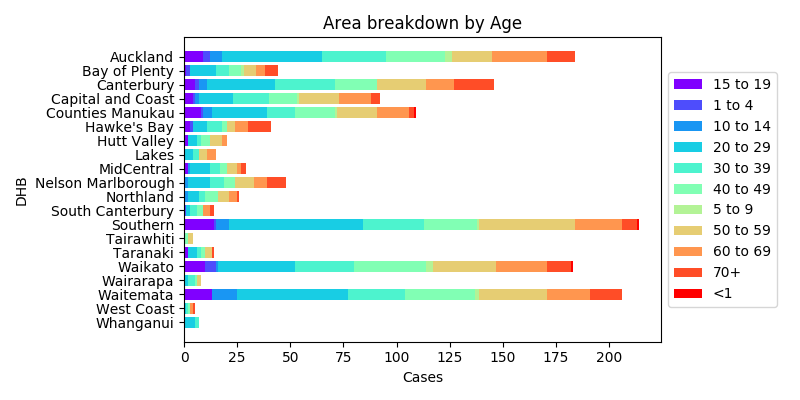 Area breakdown by Age
DHB
Auckland
Bay of Plenty
Canterbury
Capital and Coast
Counties Manukau
Hawke's Bay
Hutt Valley
Lakes
MidCentral
Nelson Marlborough
Northland
South Canterbury
Southern
Tairawhiti
Taranaki
Waikato
Wairarapa
Waitemata
West Coast
Whanganui
0 25 50 75 100 125 150 175 200
Cases
15 to 19
1 to 4
10 to 14
20 to 29
30 to 39
40 to 49
5 to 9
50 to 59
60 to 69
70+
<1